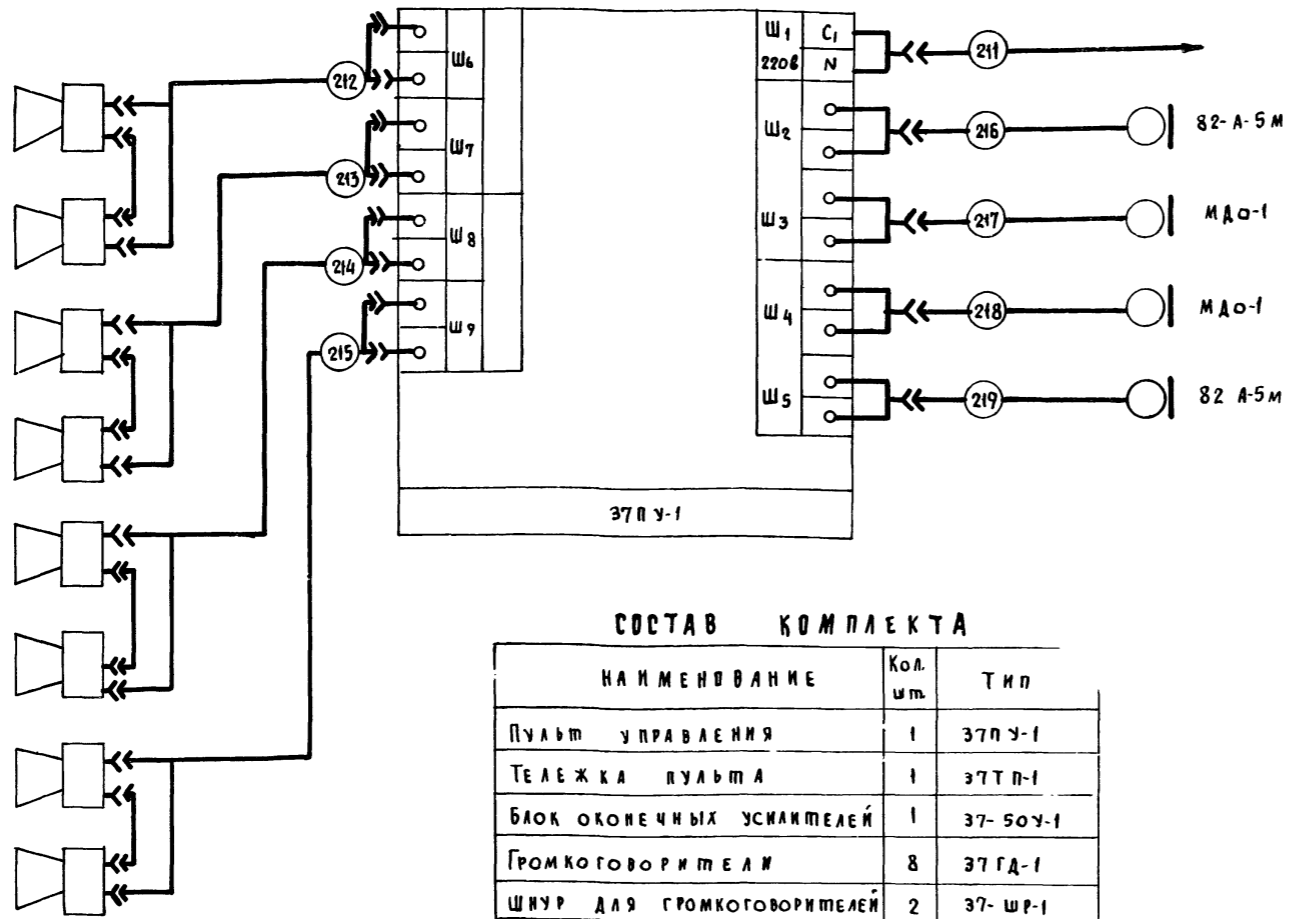 Ш6
Ш7
Ш8
Ш9
212
213
214
215
Ш1 С1
220в N
Ш2
Ш3
Ш4
Ш5
211
216
217
218
219
82-А-5м
МДО-1
МДО-1
82 А-5м
37ПУ-1
СОСТАВ КОМПЛЕКТА
НАИМЕНОВАНИЕ Кол. шт. Тип
Пульт управления 1 37ПУ-1
Тележка пульта 1 37ТП-1
Блок оконечных усилителей 1 37-50У-1
Громкоговорители 8 37ГД-1
Шнур для громкоговорителей 2 37-ШР-1